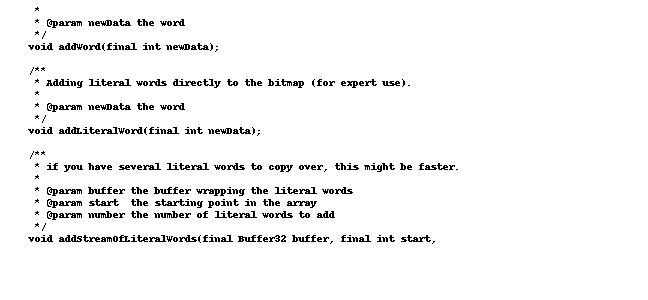 *
* @param newData the word
*/
void addWord(final int newData);
/**
* Adding literal words directly to the bitmap (for expert use).
*
* @param newData the word
*/
void addLiteralWord(final int newData);
/**
* if you have several literal words to copy over, this might be faster.
*
* @param buffer the buffer wrapping the literal words
* @param start  the starting point in the array
* @param number the number of literal words to add
*/
void addStreamOfLiteralWords(final Buffer32 buffer, final int start,